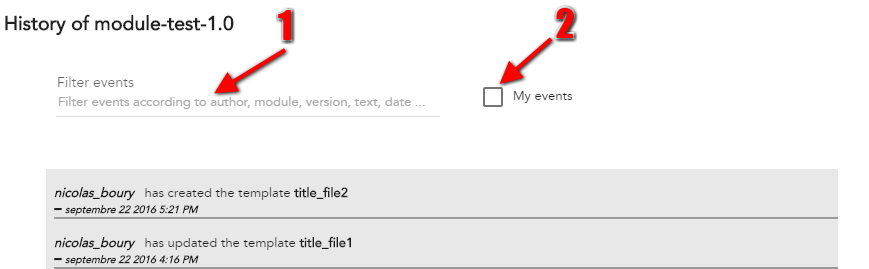 History of module-test-1.0
1
2
Filter events
Filter events according to author, module, version, text, date ...
My events
nicolas_boury has created the template title_file2
– septembre 22 2016 5:21 PM
nicolas_boury has updated the template title_file1
– septembre 22 2016 4:16 PM